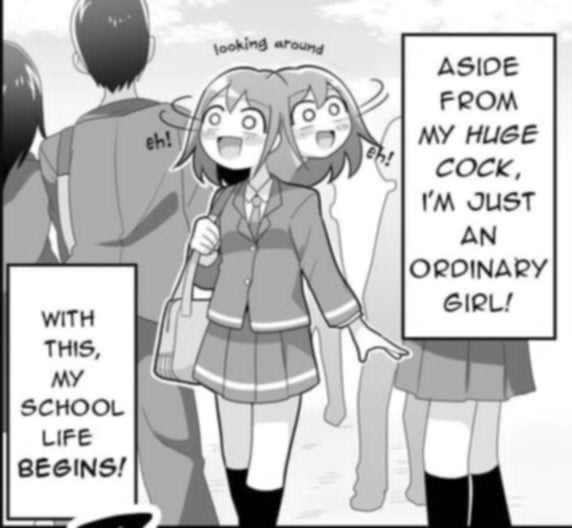 looking around
eh!
eh!
ASIDE
FROM
MY HUGE
COCK,
I'M JUST
AN
ORDINARY
GIRL!
WITH
THIS,
MY
SCHOOL
LIFE
BEGINS!